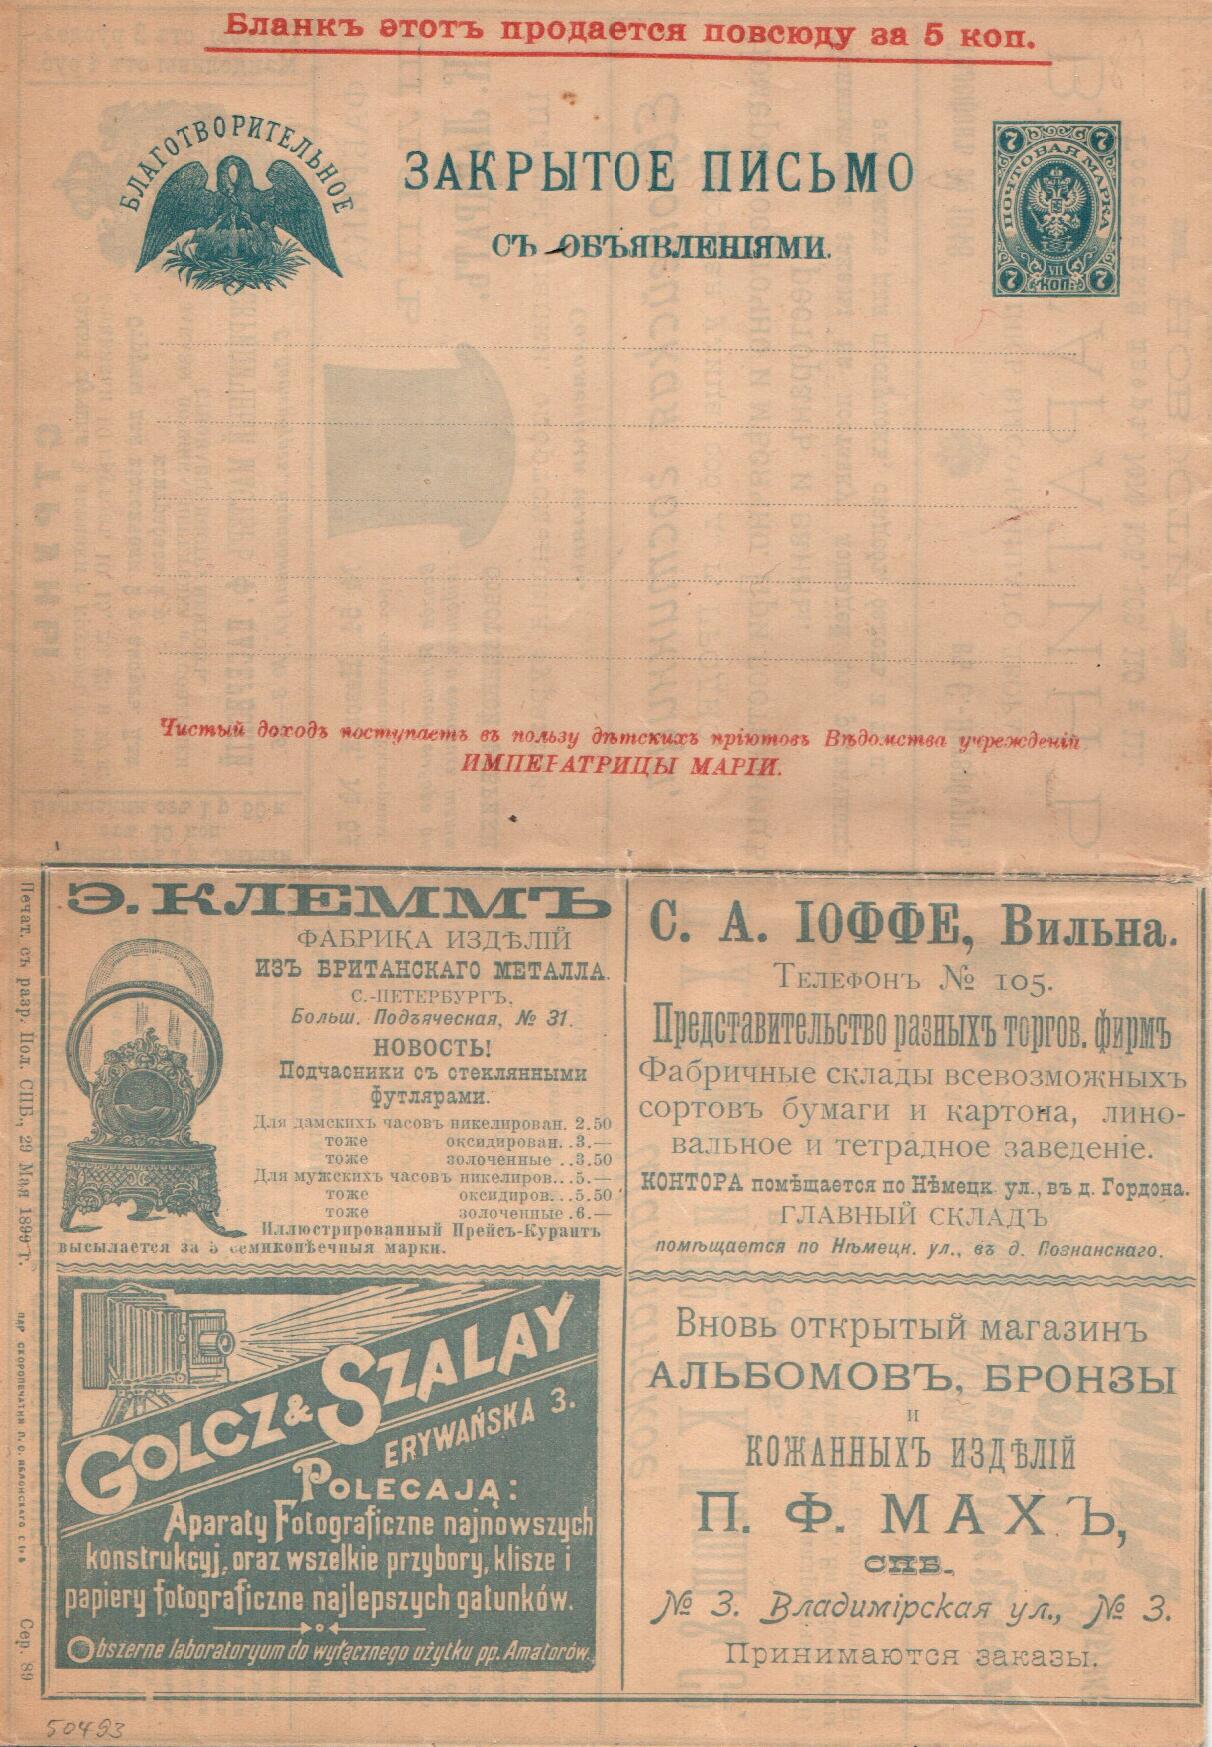 Бланкъ этотъ продается повсюду за 5 коп.
БЛАГОТВОРИТЕЛЬНОЕ
ЗАКРЫТОЕ ПИСЬМО
СЪ ОБЪЯВЛЕНІЯМИ.
7 7
ПОЧТОВАЯ МАРКА
VII
7 КОП. 7
Чистый доходъ поступаетъ въ пользу дѣтскихъ пріютовъ Вѣдомства учрежденій
ИМПЕРАТРИЦЫ МАРІИ.
Э. КЛЕММЪ
ФАБРИКА ИЗДѢЛІЙ
ИЗЪ БРИТАНСКАГО МЕТАЛЛА.
С.-ПЕТЕРБУРГЪ,
Больш. Подъяческая, № 31.
НОВОСТЬ!
Подчасники съ стеклянными
футлярами.
Для дамскихъ часовъ никелирован. 2.50
тоже оксидирован. .3.—
тоже золоченные ..3.50
Для мужскихъ часовъ никелиров...5.—
тоже оксидиров...5.50
тоже золоченные .6.—
Иллюстрированный Прейсъ-Курантъ
высылается за 5 семикопѣечныя марки.
С. А. ІОФФЕ, Вильна.
Телефонъ № 105.
Представительство разныхъ торгов. фирмъ
Фабричные склады всевозможныхъ
сортовъ бумаги и картона, лино-
вальное и тетрадное заведеніе.
КОНТОРА помѣщается по Нѣмецк. ул., въ д. Гордона.
ГЛАВНЫЙ СКЛАДЪ
помѣщается по Нѣмецк. ул., въ д. Познанскаго.
GOLCZ & SZALAY
ERYWAŃSKA 3.
POLECAJĄ:
Aparaty Fotograficzne najnowszych
konstrukcyj, oraz wszelkie przybory, klisze i
papiery fotograficzne najlepszych gatunków.
Obszerne laboratoryum do wyłącznego użytku pp. Amatorów.
Вновь открытый магазинъ
АЛЬБОМОВЪ, БРОНЗЫ
И
КОЖАННЫХЪ ИЗДѢЛІЙ
П. Ф. МАХЪ,
СПБ.,
№ 3. Владимірская ул., № 3.
Принимаются заказы.
Печат. съ разр. Пол. СПБ., 29 Мая 1899 г.
ПАР. СКОРОПЕЧАТНЯ П. О. ЯБЛОНСКАГО СПБ
Сер. 89
50493